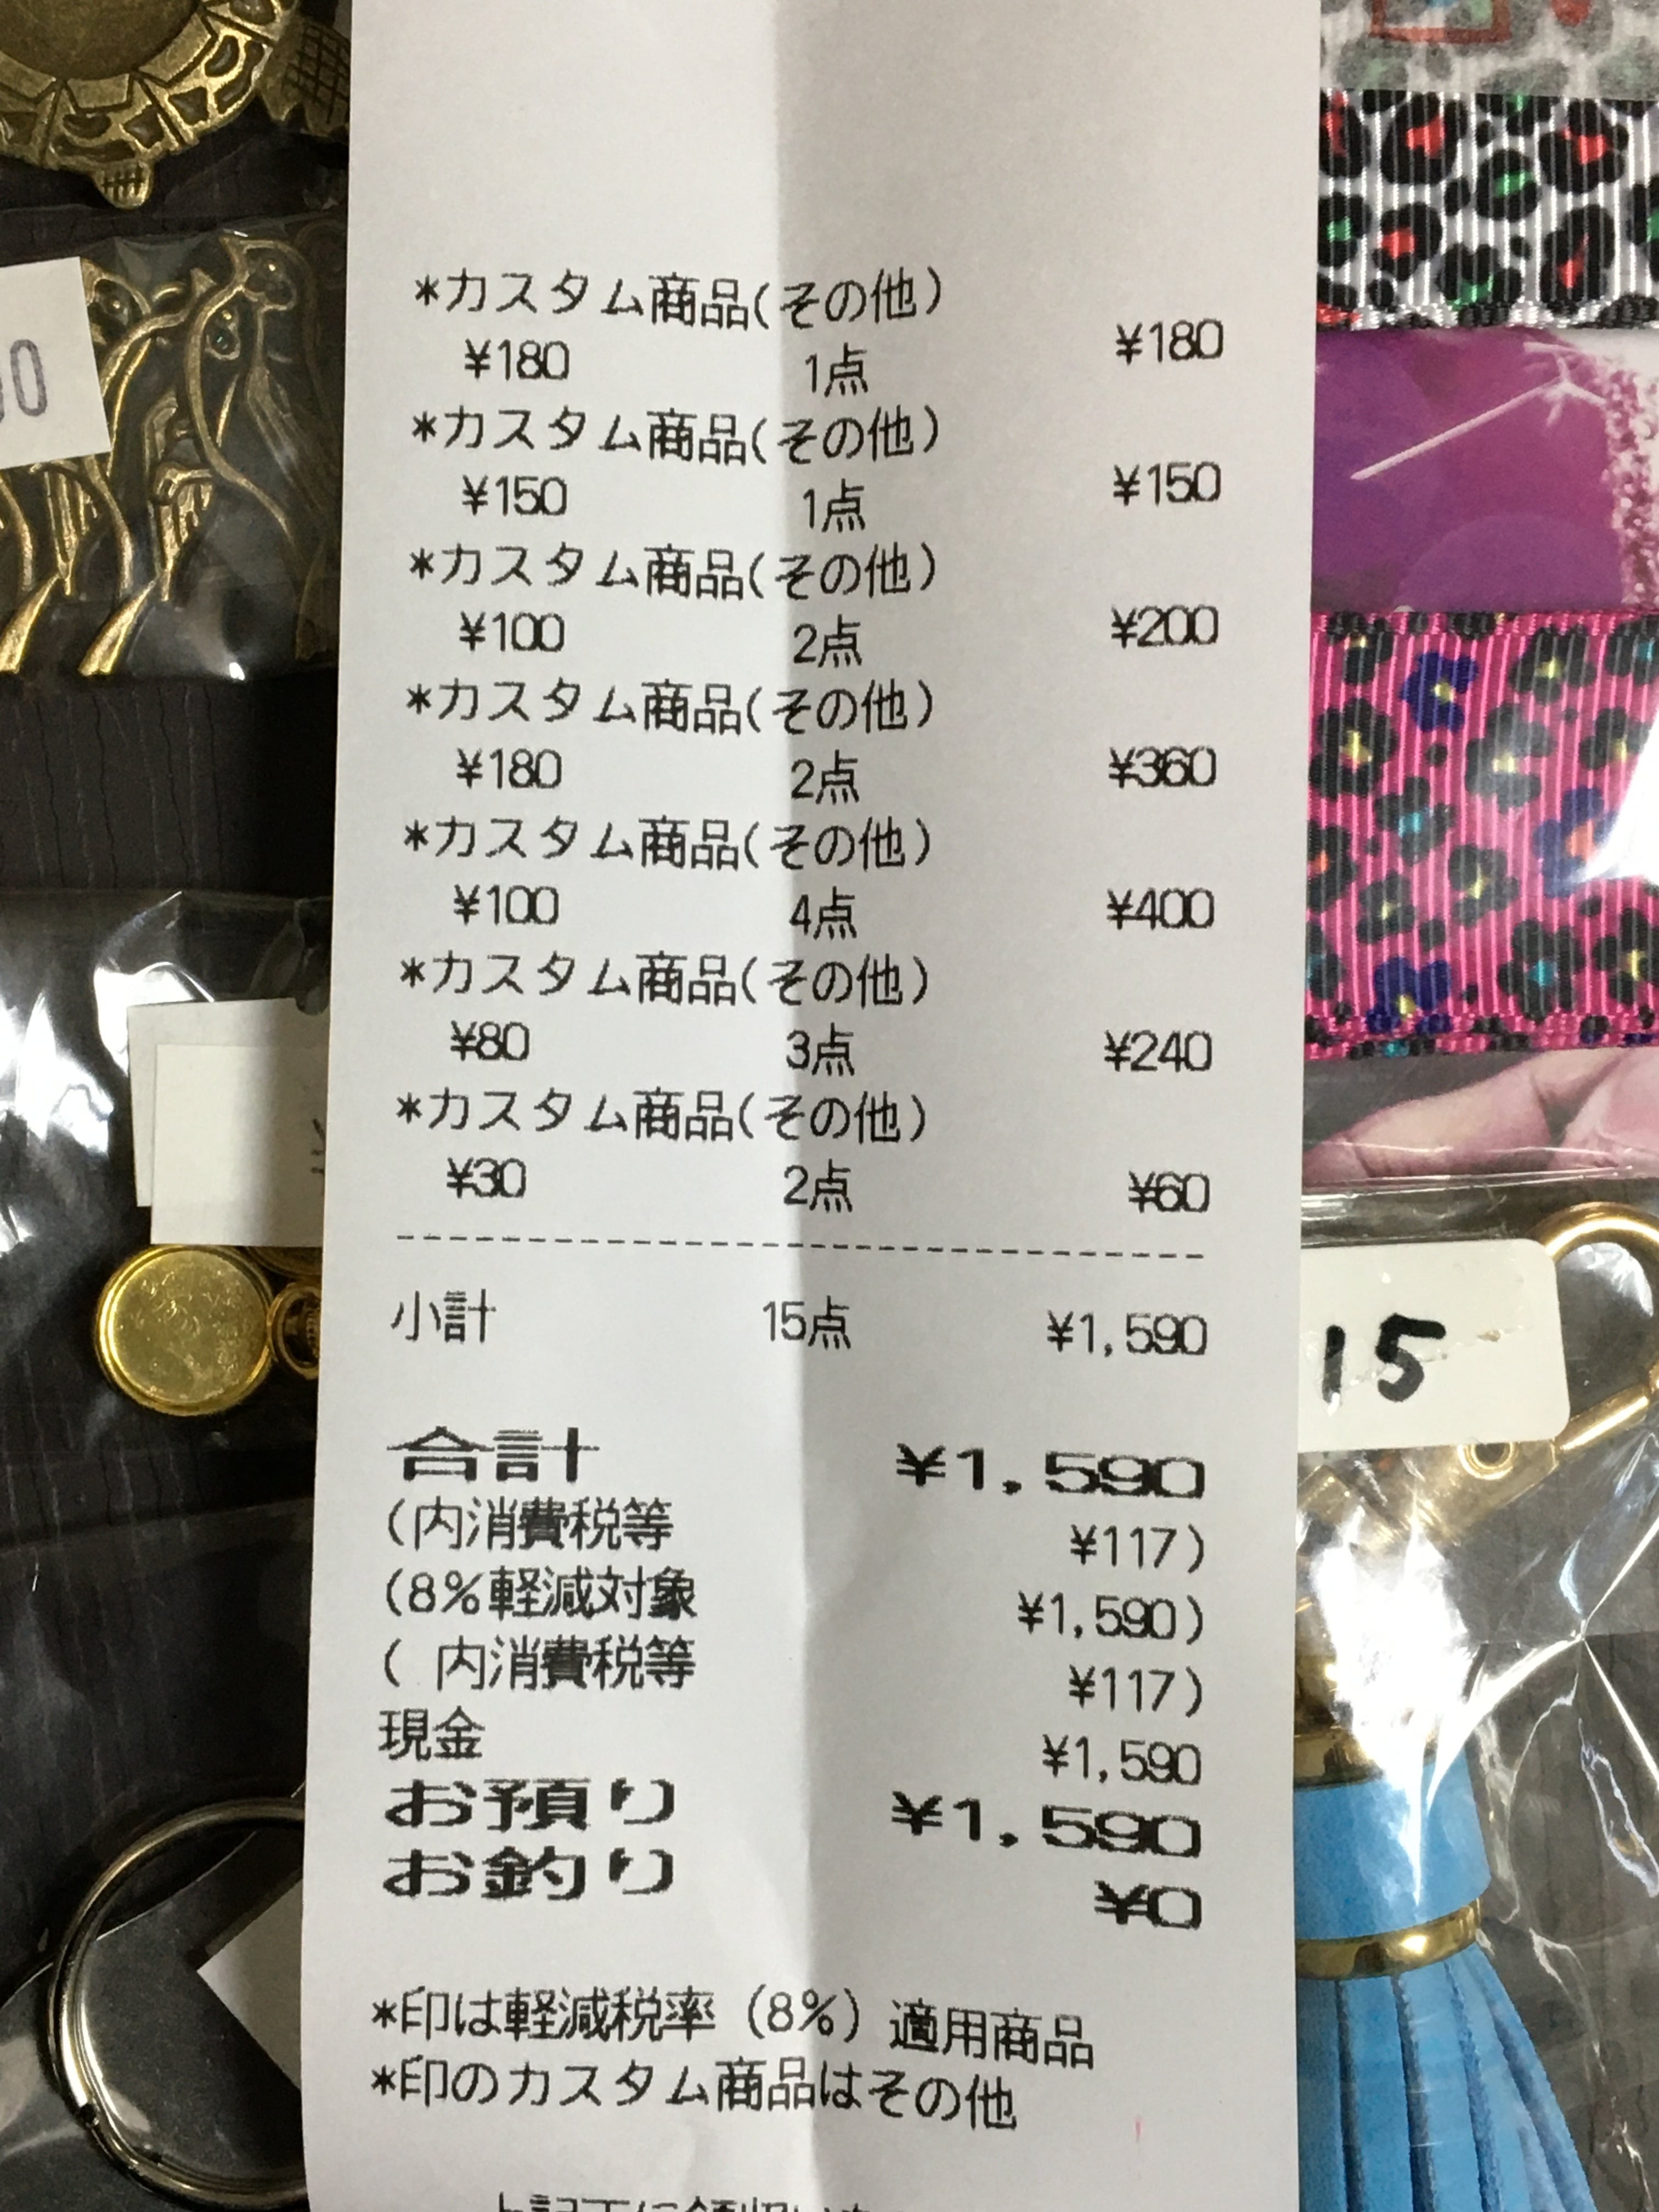 *カスタム商品(その他)
¥180 1点 ¥180
*カスタム商品(その他)
¥150 1点 ¥150
*カスタム商品(その他)
¥100 2点 ¥200
*カスタム商品(その他)
¥180 2点 ¥360
*カスタム商品(その他)
¥100 4点 ¥400
*カスタム商品(その他)
¥80 3点 ¥240
*カスタム商品(その他)
¥30 2点 ¥60
小計 15点 ¥1,590
合計 ¥1,590
(内消費税等 ¥117)
(8%軽減対象 ¥1,590)
( 内消費税等 ¥117)
現金 ¥1,590
お預り ¥1,590
お釣り ¥0
*印は軽減税率(8%)適用商品
*印のカスタム商品はその他
15